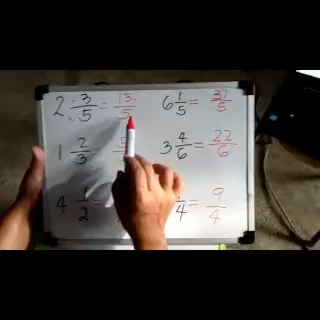 2 3/5 = 13/5 6 1/5 = 31/5
1 2/3 5 3 4/6 = 22/6
4 1/2 = /4 = 9/4